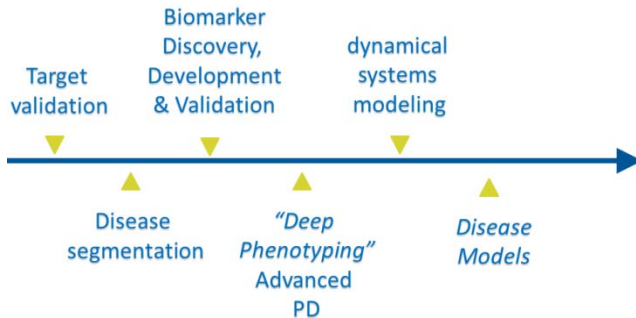 Target
validation
Biomarker
Discovery,
Development
& Validation
dynamical
systems
modeling
Disease
segmentation
“Deep
Phenotyping”
Advanced
PD
Disease
Models